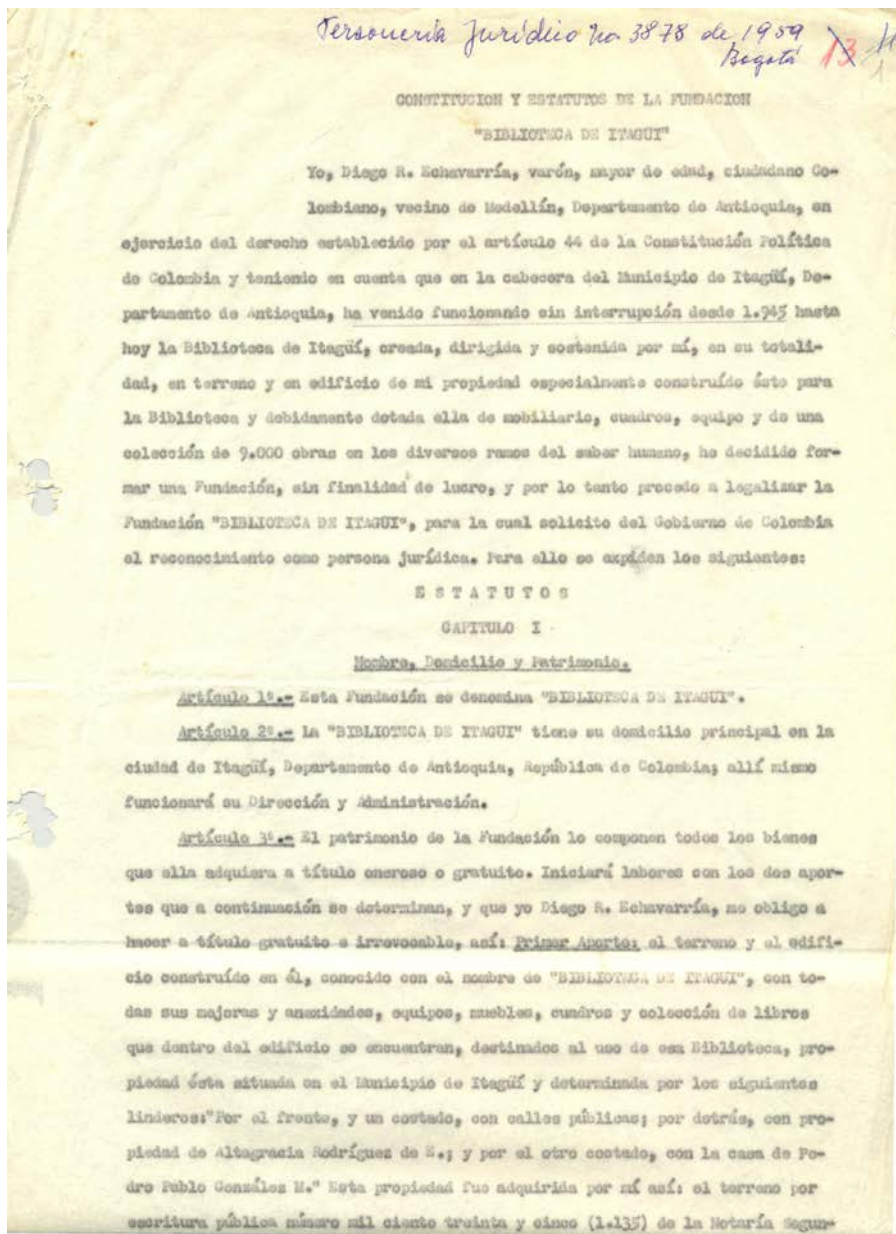 Personería Jurídica no 3878 de 1959
Bogotá
13
1
CONSTITUCION Y ESTATUTOS DE LA FUNDACION
"BIBLIOTECA DE ITAGUI"
Yo, Diego R. Echavarría, varón, mayor de edad, ciudadano Co-
lombiano, vecino de Medellín, Departamento de Antioquia, en
ejercicio del derecho establecido por el artículo 44 de la Constitución Política
de Colombia y teniendo en cuenta que en la cabecera del Municipio de Itagüí, De-
partamento de Antioquia, ha venido funcionando sin interrupción desde 1.945 hasta
hoy la Biblioteca de Itagüí, creada, dirigida y sostenida por mí, en su totali-
dad, en terreno y en edificio de mi propiedad especialmente construído ésto para
la Biblioteca y debidamente dotada ella de mobiliario, cuadros, equipo y de una
colección de 9.000 obras en los diversos ramos del saber humano, he decidido for-
mar una Fundación, sin finalidad de lucro, y por lo tanto procedo a legalizar la
Fundación "BIBLIOTECA DE ITAGUI", para la cual solicito del Gobierno de Colombia
el reconocimiento como persona jurídica. Para ello se expiden los siguientes:
E S T A T U T O S
CAPITULO I
Nombre, Domicilio y Patrimonio.
Artículo 1º.- Esta Fundación se denomina "BIBLIOTECA DE ITAGUI".
Artículo 2º.- La "BIBLIOTECA DE ITAGUI" tiene su domicilio principal en la
ciudad de Itagüí, Departamento de Antioquia, República de Colombia; allí mismo
funcionará su Dirección y Administración.
Artículo 3º.- El patrimonio de la Fundación lo componen todos los bienes
que ella adquiera a título oneroso o gratuito. Iniciará labores con los dos apor-
tes que a continuación se determinan, y que yo Diego R. Echavarría, me obligo a
hacer a título gratuito e irrevocable, así: Primer Aporte: el terreno y el edifi-
cio construído en él, conocido con el nombre de "BIBLIOTECA DE ITAGUI", con to-
das sus mejoras y anexidades, equipos, muebles, cuadros y colección de libros
que dentro del edificio se encuentran, destinados al uso de esa Biblioteca, pro-
piedad ésta situada en el Municipio de Itagüí y determinada por los siguientes
linderos:"Por el frente, y un costado, con calles públicas; por detrás, con pro-
piedad de Altagracia Rodríguez de E.; y por el otro costado, con la casa de Pe-
dro Pablo González M." Esta propiedad fue adquirida por mí así: el terreno por
escritura pública número mil ciento treinta y cinco (1.135) de la Notaría Segun-